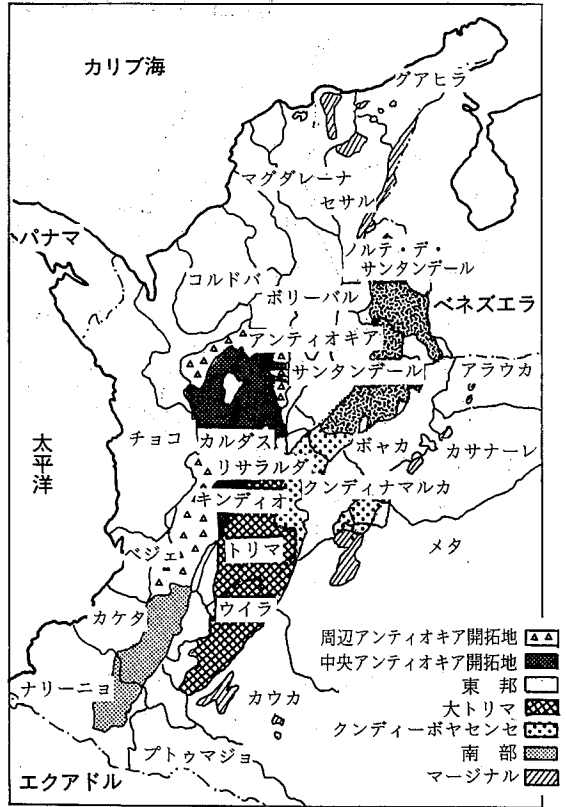 カリブ海
グアヒラ
マグダレーナ
セサル
パナマ
ノルテ・デ・
サンタンデール
コルドバ
ボリーバル
ベネズエラ
アンティオキア
サンタンデール
アラウカ
太平洋
チョコ
カルダス
ボャカ
カサナーレ
リサラルダ
キンディオ
クンディナマルカ
ベジェ
トリマ
メタ
カケタ
ウイラ
周辺アンティオキア開拓地
中央アンティオキア開拓地
東邦
大トリマ
クンディーボヤセンセ
南部
マージナル
ナリーニョ
カウカ
プトゥマジョ
エクアドル